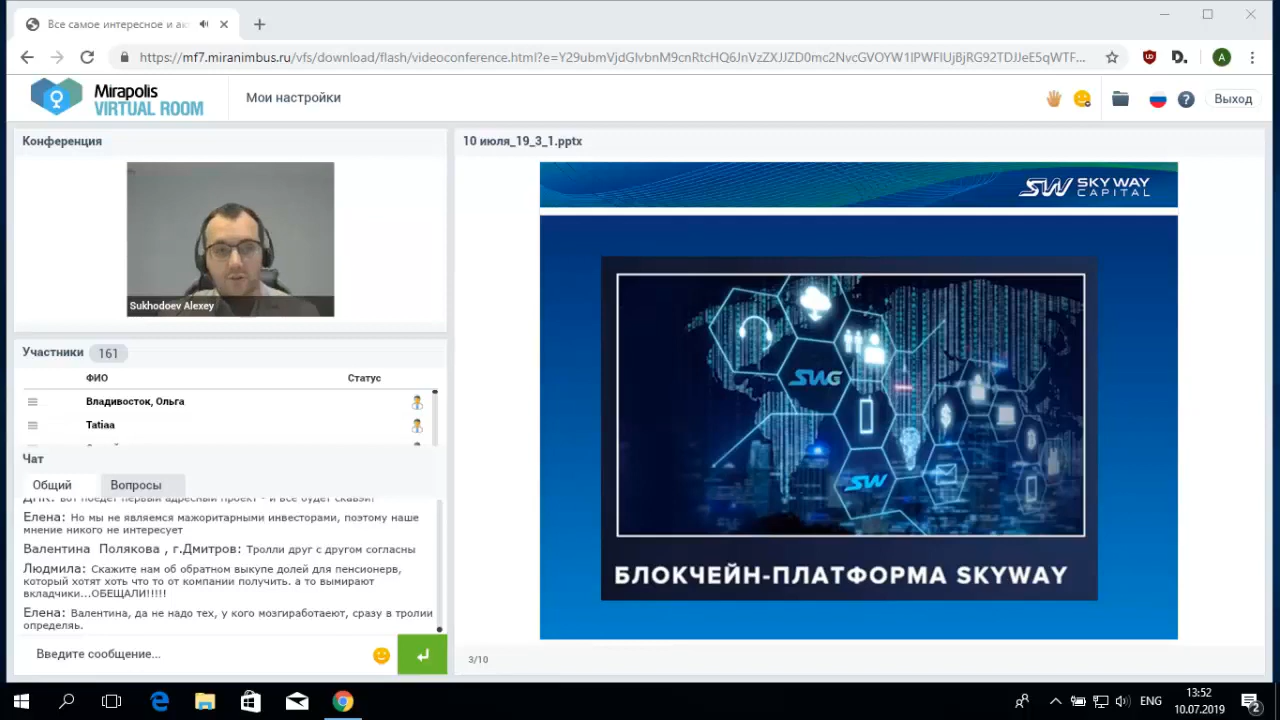 Все самое интересное и ак
https://mf7.miranimbus.ru/vfs/download/flash/videoconference.html?e=
Mirapolis
VIRTUAL ROOM
Мои настройки
Выход
Конференция
Sukhodoev Alexey
Участники 161
ФИО Статус
Владивосток, Ольга
Tatiaa
Чат
Общий Вопросы
Елена: Но мы не являемся мажоритарными инвесторами, поэтому наше
мнение никого не интересует
Валентина Полякова , г.Дмитров: Тролли друг с другом согласны
Людмила: Скажите нам об обратном выкупе долей для пенсионерв,
который хотят хоть что то от компании получить. а то вымирают
вкладчики...ОБЕЩАЛИ!!!!!
Елена: Валентина, да не надо тех, у кого мозгиработаеют, сразу в тролии
определяь.
Введите сообщение...
10 июля_19_3_1.pptx
SW SKY WAY
CAPITAL
SWG
SW
БЛОКЧЕЙН-ПЛАТФОРМА SKYWAY
3/10
ENG
13:52
10.07.2019
2